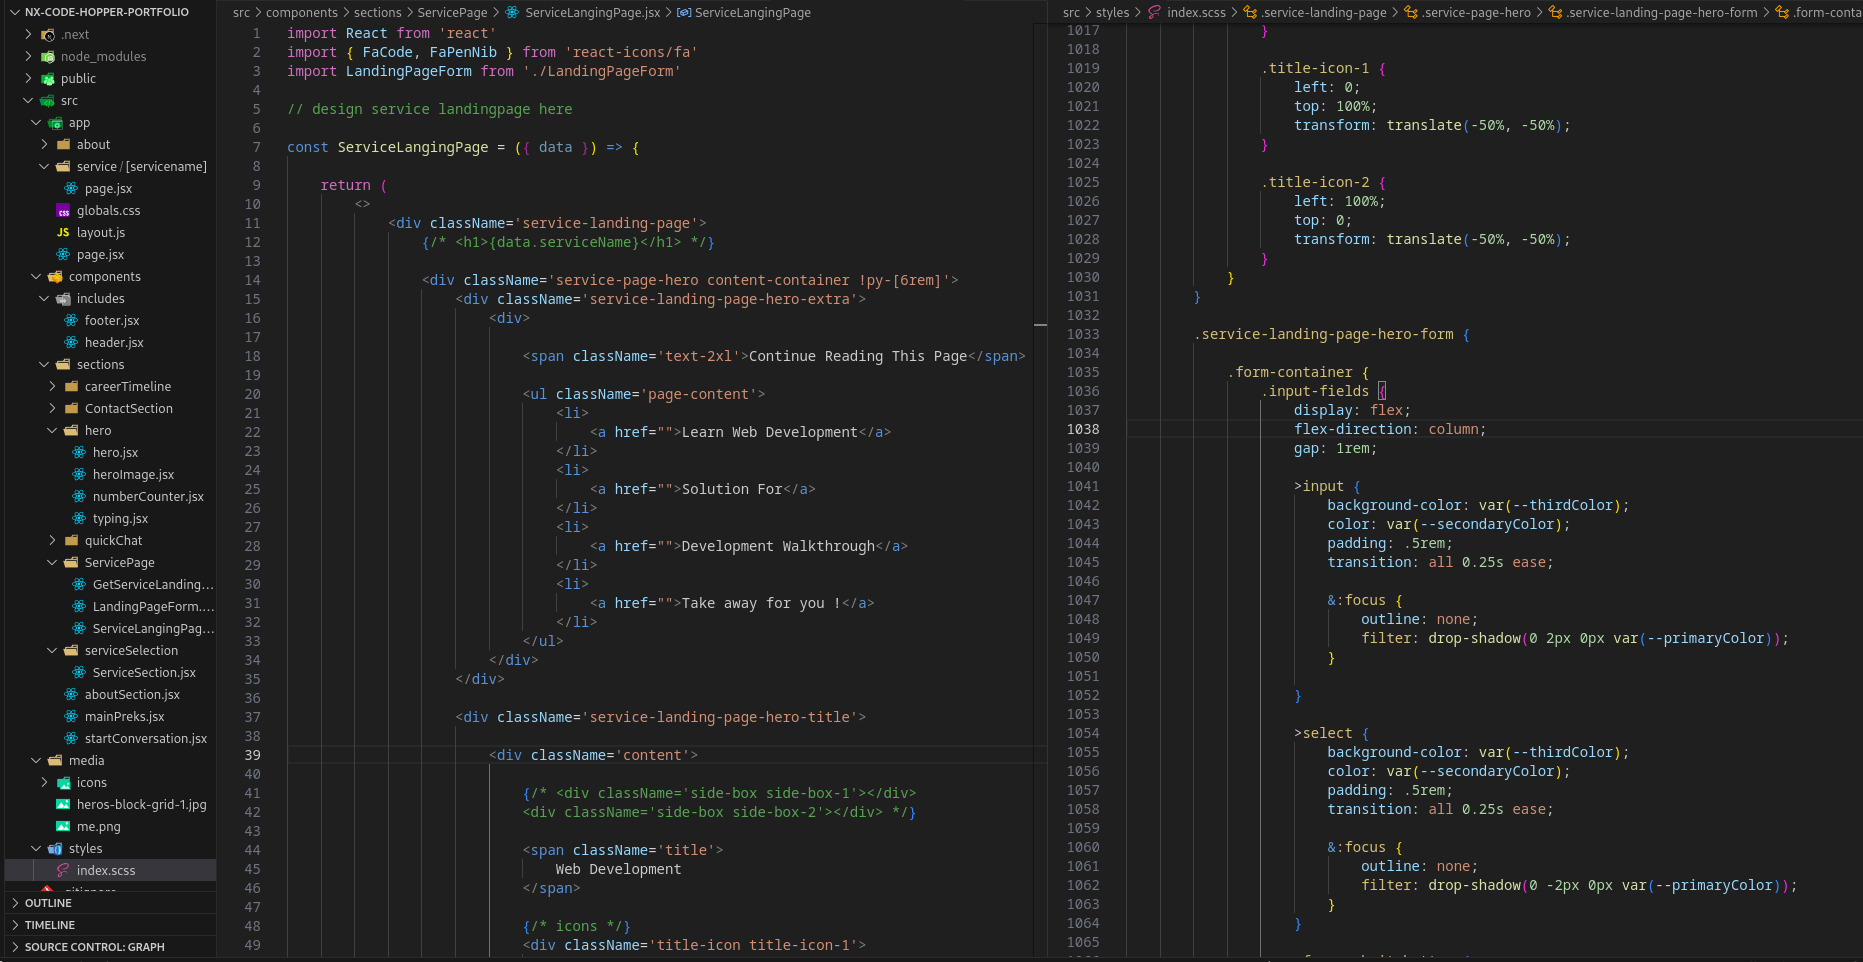 NX-CODE-HOPPER-PORTFOLIO
.next
node_modules
public
src
app
about
service / [servicename]
page.jsx
globals.css
JS layout.js
page.jsx
components
includes
footer.jsx
header.jsx
sections
careerTimeline
ContactSection
hero
hero.jsx
heroImage.jsx
numberCounter.jsx
typing.jsx
quickChat
ServicePage
GetServiceLanding...
LandingPageForm....
ServiceLangingPag...
serviceSelection
ServiceSection.jsx
aboutSection.jsx
mainPreks.jsx
startConversation.jsx
media
icons
heros-block-grid-1.jpg
me.png
styles
index.scss
.gitignore
OUTLINE
TIMELINE
SOURCE CONTROL: GRAPH
src > components > sections > ServicePage > ServiceLangingPage.jsx > ServiceLangingPage
1 import React from 'react'
2 import { FaCode, FaPenNib } from 'react-icons/fa'
3 import LandingPageForm from './LandingPageForm'
4
5 // design service landingpage here
6
7 const ServiceLangingPage = ({ data }) => {
8
9 return (
10 <>
11 <div className='service-landing-page'>
12 {/* <h1>{data.serviceName}</h1> */}
13
14 <div className='service-page-hero content-container !py-[6rem]'>
15 <div className='service-landing-page-hero-extra'>
16 <div>
17
18 <span className='text-2xl'>Continue Reading This Page</span>
19
20 <ul className='page-content'>
21 <li>
22 <a href="">Learn Web Development</a>
23 </li>
24 <li>
25 <a href="">Solution For</a>
26 </li>
27 <li>
28 <a href="">Development Walkthrough</a>
29 </li>
30 <li>
31 <a href="">Take away for you !</a>
32 </li>
33 </ul>
34 </div>
35 </div>
36
37 <div className='service-landing-page-hero-title'>
38
39 <div className='content'>
40
41 {/* <div className='side-box side-box-1'></div>
42 <div className='side-box side-box-2'></div> */}
43
44 <span className='title'>
45 Web Development
46 </span>
47
48 {/* icons */}
49 <div className='title-icon title-icon-1'>
src > styles > index.scss > .service-landing-page > .service-page-hero > .service-landing-page-hero-form > .form-conta
1017 }
1018
1019 .title-icon-1 {
1020 left: 0;
1021 top: 100%;
1022 transform: translate(-50%, -50%);
1023 }
1024
1025 .title-icon-2 {
1026 left: 100%;
1027 top: 0;
1028 transform: translate(-50%, -50%);
1029 }
1030 }
1031 }
1032
1033 .service-landing-page-hero-form {
1034
1035 .form-container {
1036 .input-fields {
1037 display: flex;
1038 flex-direction: column;
1039 gap: 1rem;
1040
1041 >input {
1042 background-color: var(--thirdColor);
1043 color: var(--secondaryColor);
1044 padding: .5rem;
1045 transition: all 0.25s ease;
1046
1047 &:focus {
1048 outline: none;
1049 filter: drop-shadow(0 2px 0px var(--primaryColor));
1050 }
1051
1052 }
1053
1054 >select {
1055 background-color: var(--thirdColor);
1056 color: var(--secondaryColor);
1057 padding: .5rem;
1058 transition: all 0.25s ease;
1059
1060 &:focus {
1061 outline: none;
1062 filter: drop-shadow(0 -2px 0px var(--primaryColor));
1063 }
1064 }
1065